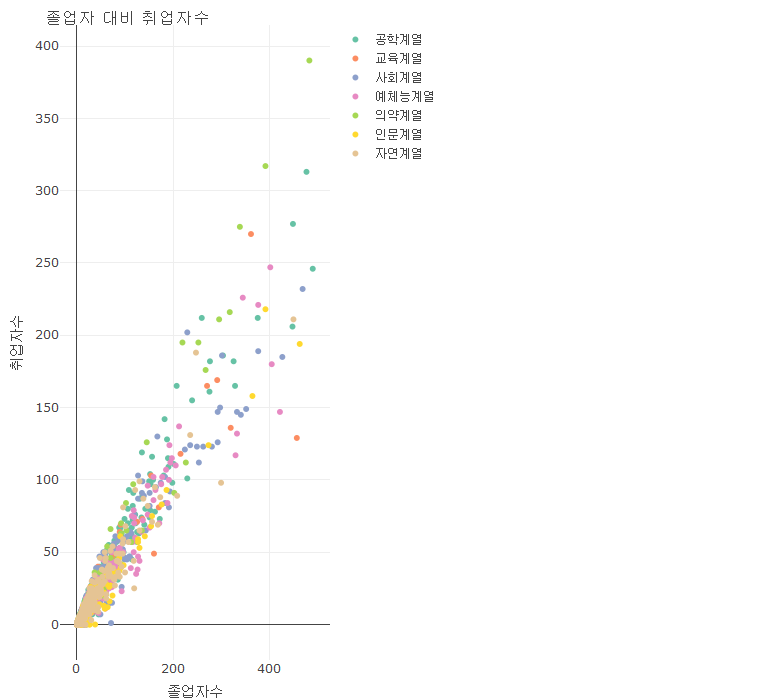 졸업자 대비 취업자수
공학계열
교육계열
사회계열
예체능계열
의약계열
인문계열
자연계열
400
350
300
250
200
150
100
50
0
취업자수
0 200 400
졸업자수